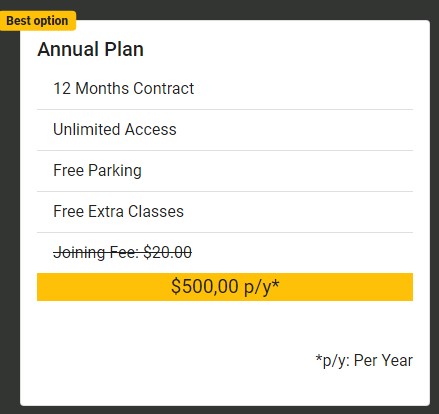 Best option
Annual Plan
12 Months Contract
Unlimited Access
Free Parking
Free Extra Classes
Joining Fee: $20.00
$500,00 p/y*
*p/y: Per Year